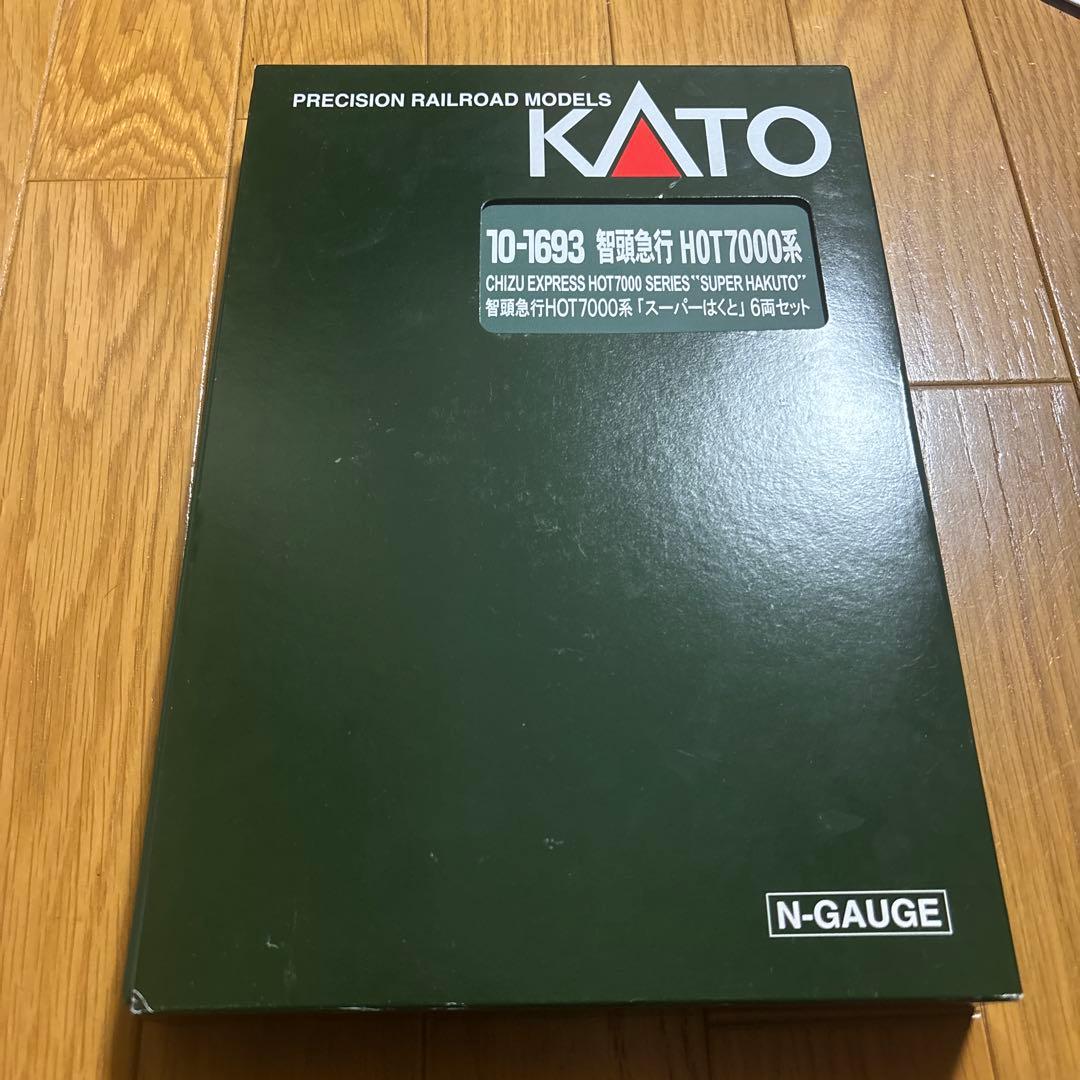 PRECISION RAILROAD MODELS
KATO
10-1693 智頭急行 HOT7000系
CHIZU EXPRESS HOT7000 SERIES "SUPER HAKUTO"
智頭急行HOT7000系「スーパーはくと」6両セット
N-GAUGE